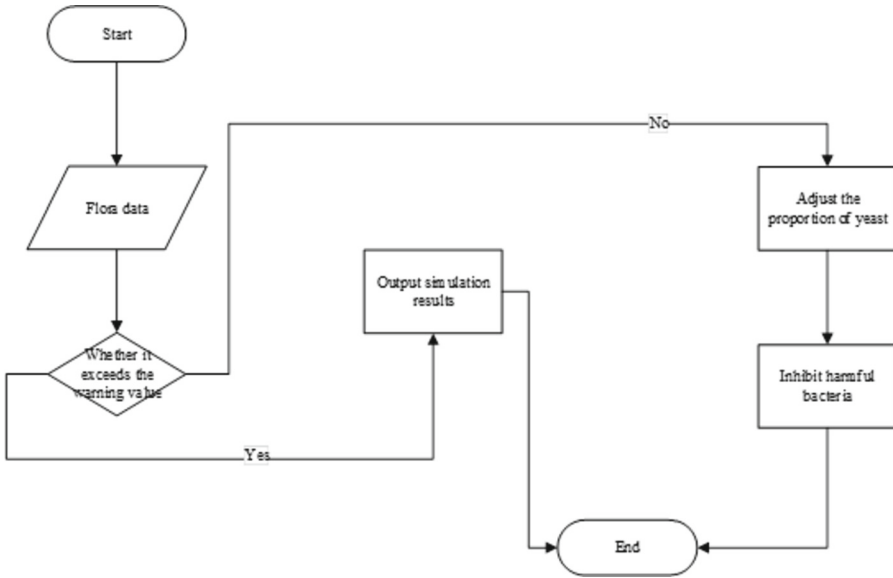 Start
No
Flora data
Adjust the
proportion of yeast
Output simulation
results
Whether it
exceeds the
warning value
Inhibit harmful
bacteria
Yes
End